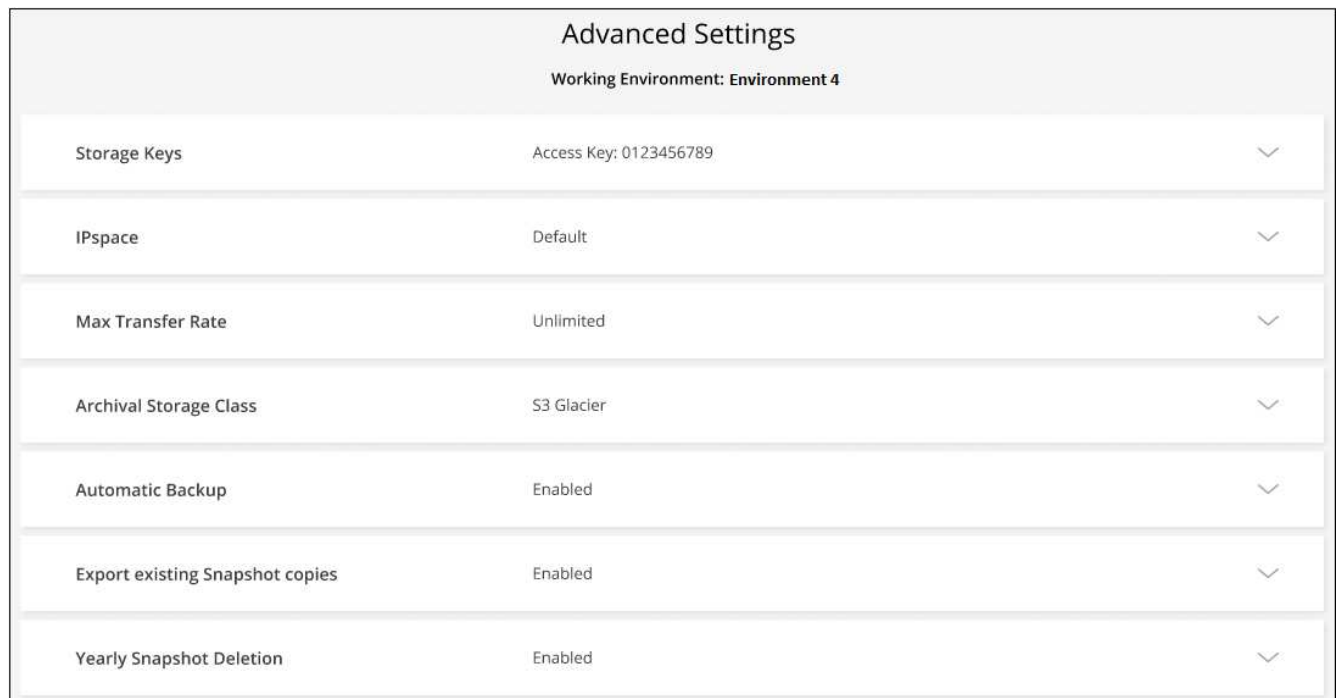 Advanced Settings
Working Environment: Environment 4
Storage Keys Access Key: 0123456789
IPspace Default
Max Transfer Rate Unlimited
Archival Storage Class S3 Glacier
Automatic Backup Enabled
Export existing Snapshot copies Enabled
Yearly Snapshot Deletion Enabled